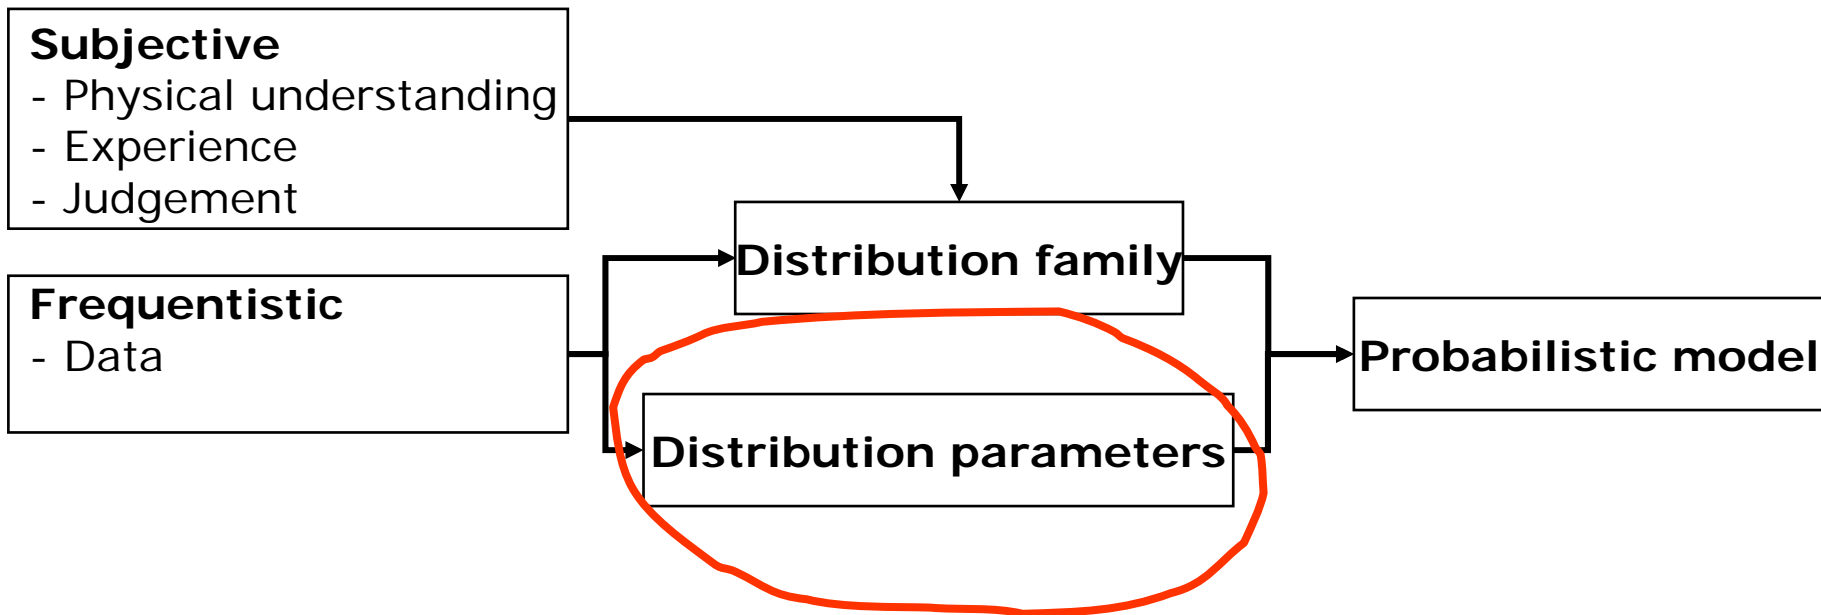 Subjective
- Physical understanding
- Experience
- Judgement
Frequentistic
- Data
Distribution family
Distribution parameters
Probabilistic model